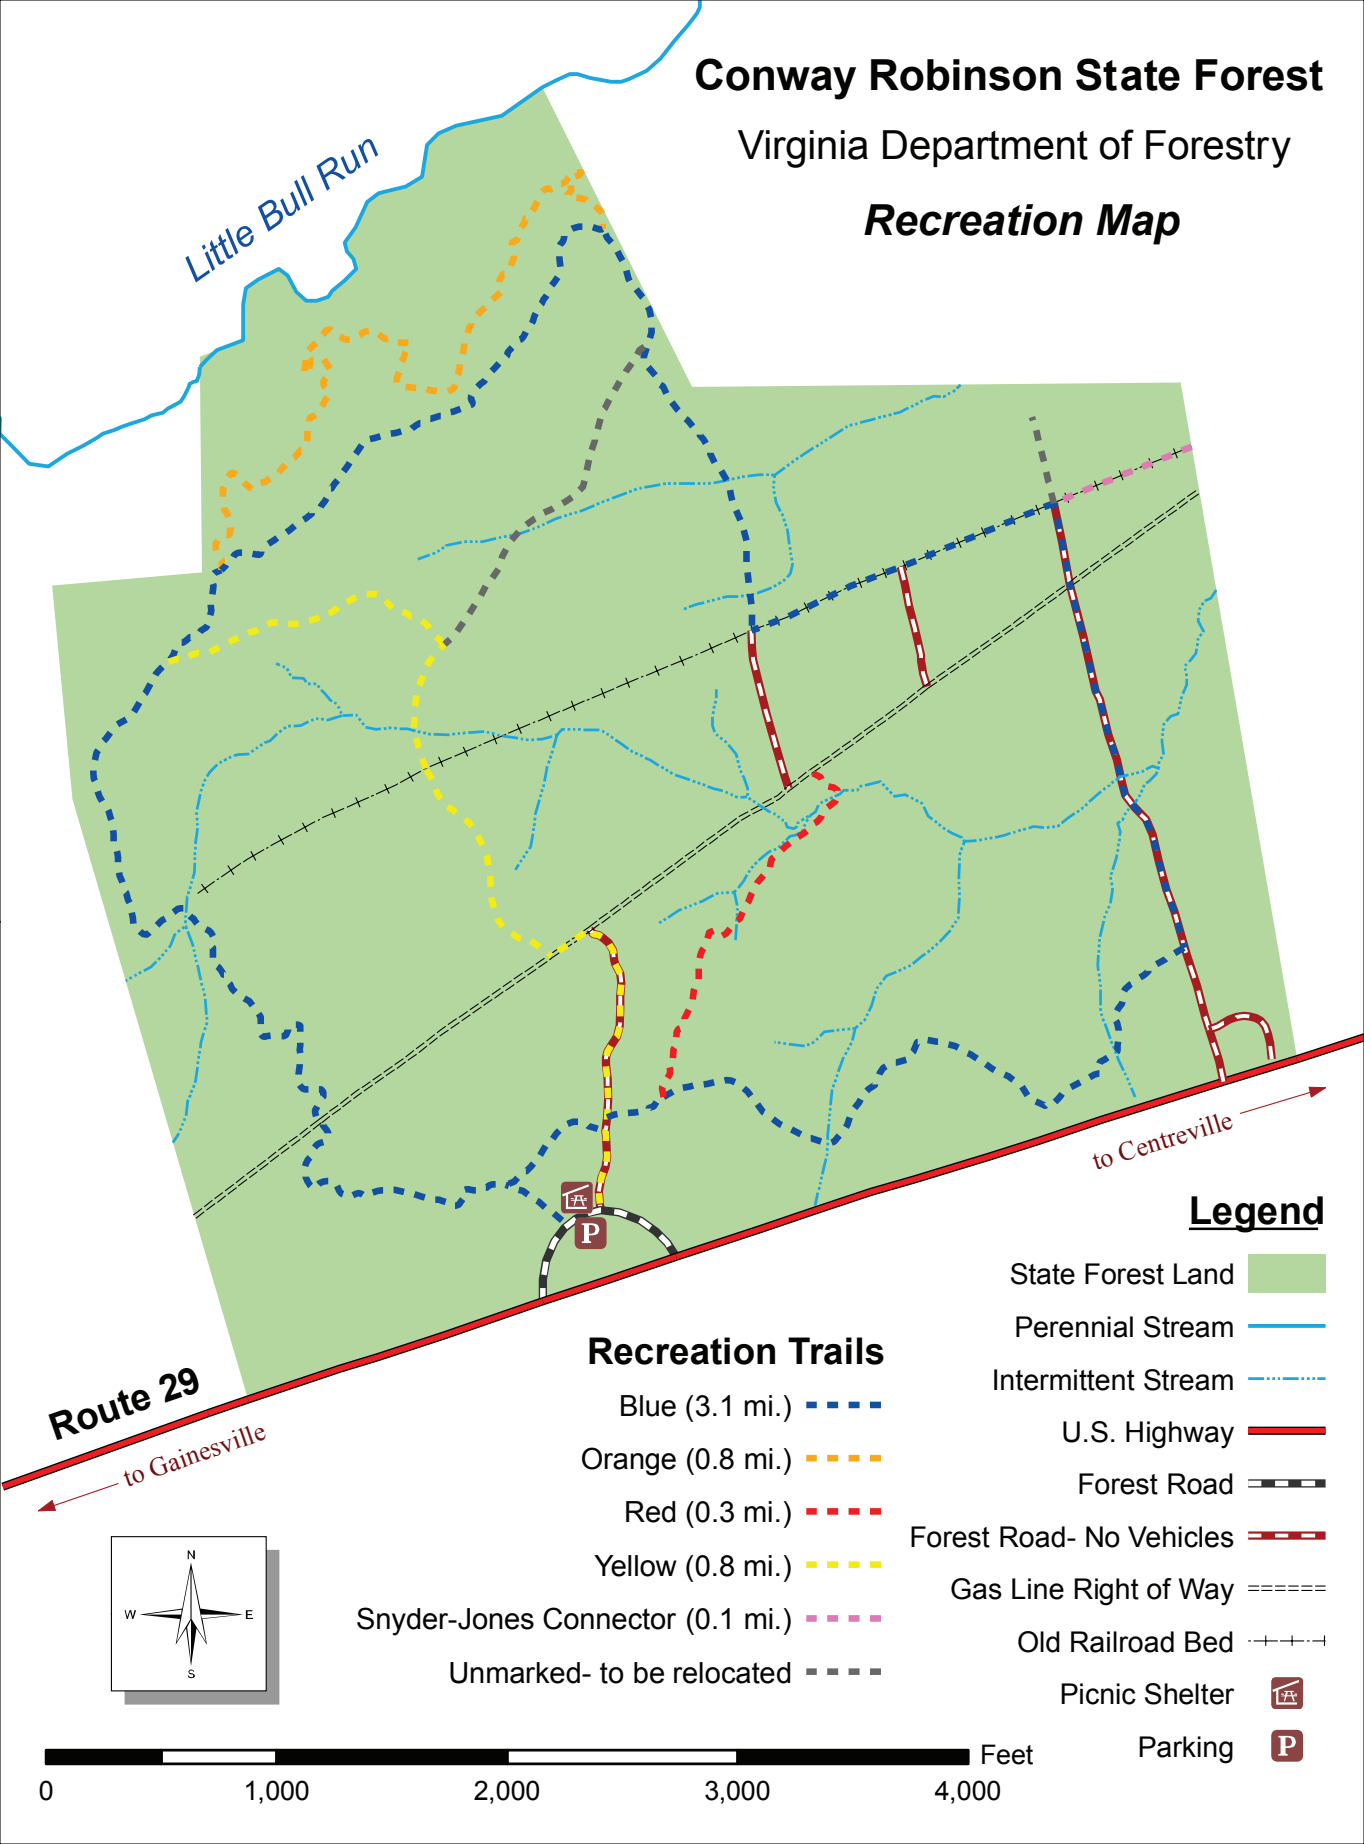 Conway Robinson State Forest
Virginia Department of Forestry
Recreation Map
Little Bull Run
to Centreville
Route 29
to Gainesville
Legend
State Forest Land
Perennial Stream
Intermittent Stream
U.S. Highway
Forest Road
Forest Road- No Vehicles
Gas Line Right of Way
Old Railroad Bed
Picnic Shelter
Parking
P
P
Recreation Trails
Blue (3.1 mi.)
Orange (0.8 mi.)
Red (0.3 mi.)
Yellow (0.8 mi.)
Snyder-Jones Connector (0.1 mi.)
Unmarked- to be relocated
N
W E
S
Feet
0 1,000 2,000 3,000 4,000